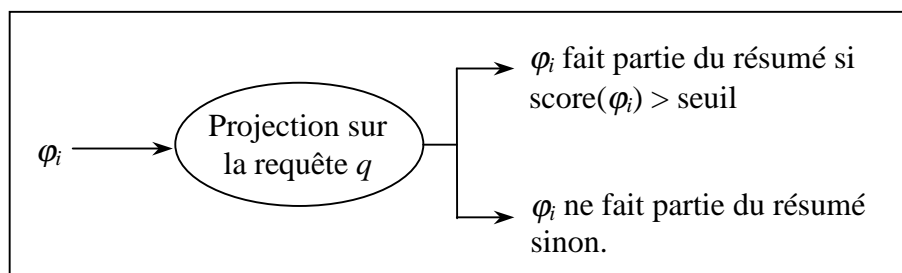 φi
Projection sur
la requête q
φi fait partie du résumé si
score(φi) > seuil
φi ne fait partie du résumé
sinon.